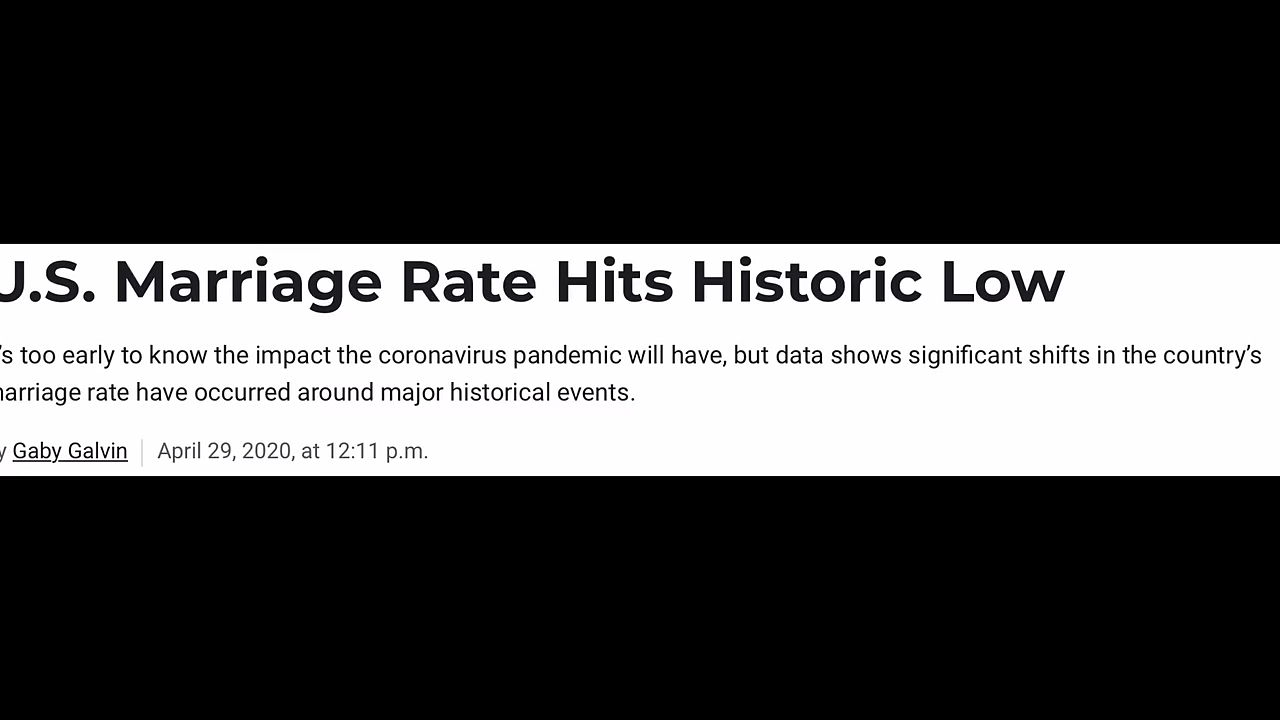 U.S. Marriage Rate Hits Historic Low
's too early to know the impact the coronavirus pandemic will have, but data shows significant shifts in the country’s
arriage rate have occurred around major historical events.
y Gaby Galvin | April 29, 2020, at 12:11 p.m.